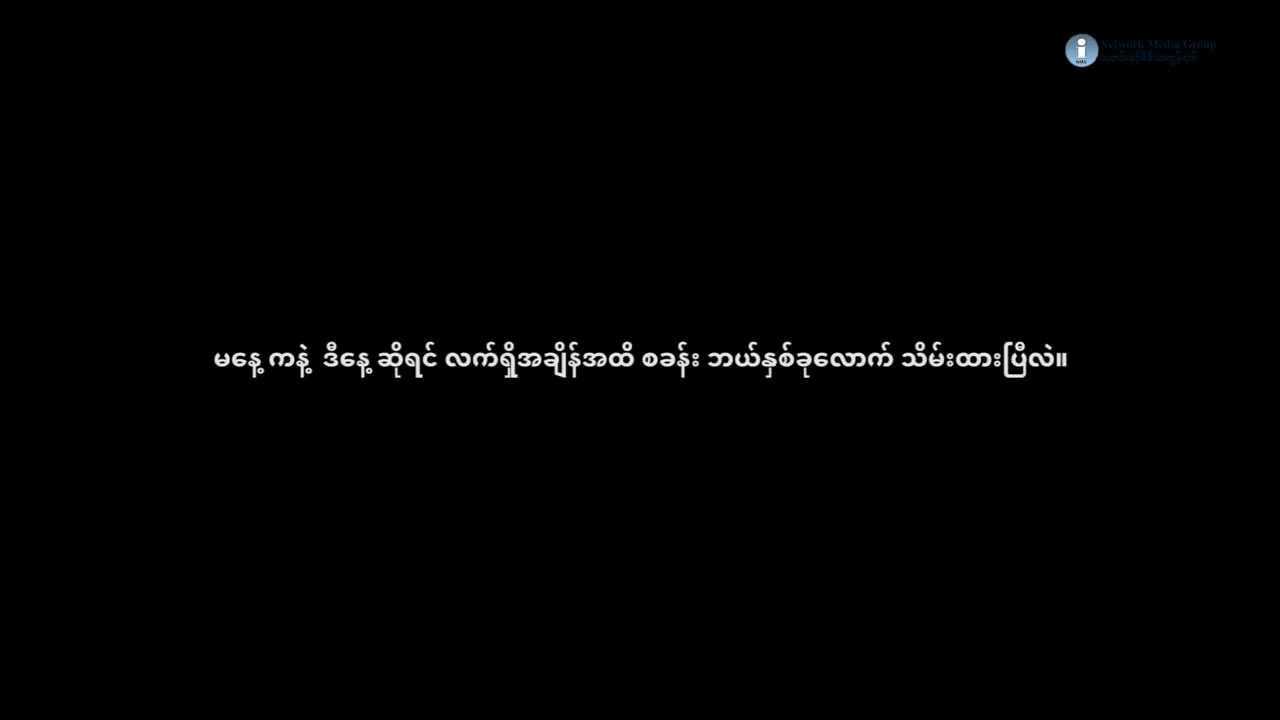 Network Media Group
မနေ့ ကနဲ့ ဒီနေ့ ဆိုရင် လက်ရှိအချိန်အထိ စခန်း ဘယ်နှစ်ခုလောက် သိမ်းထားပြီလဲ။